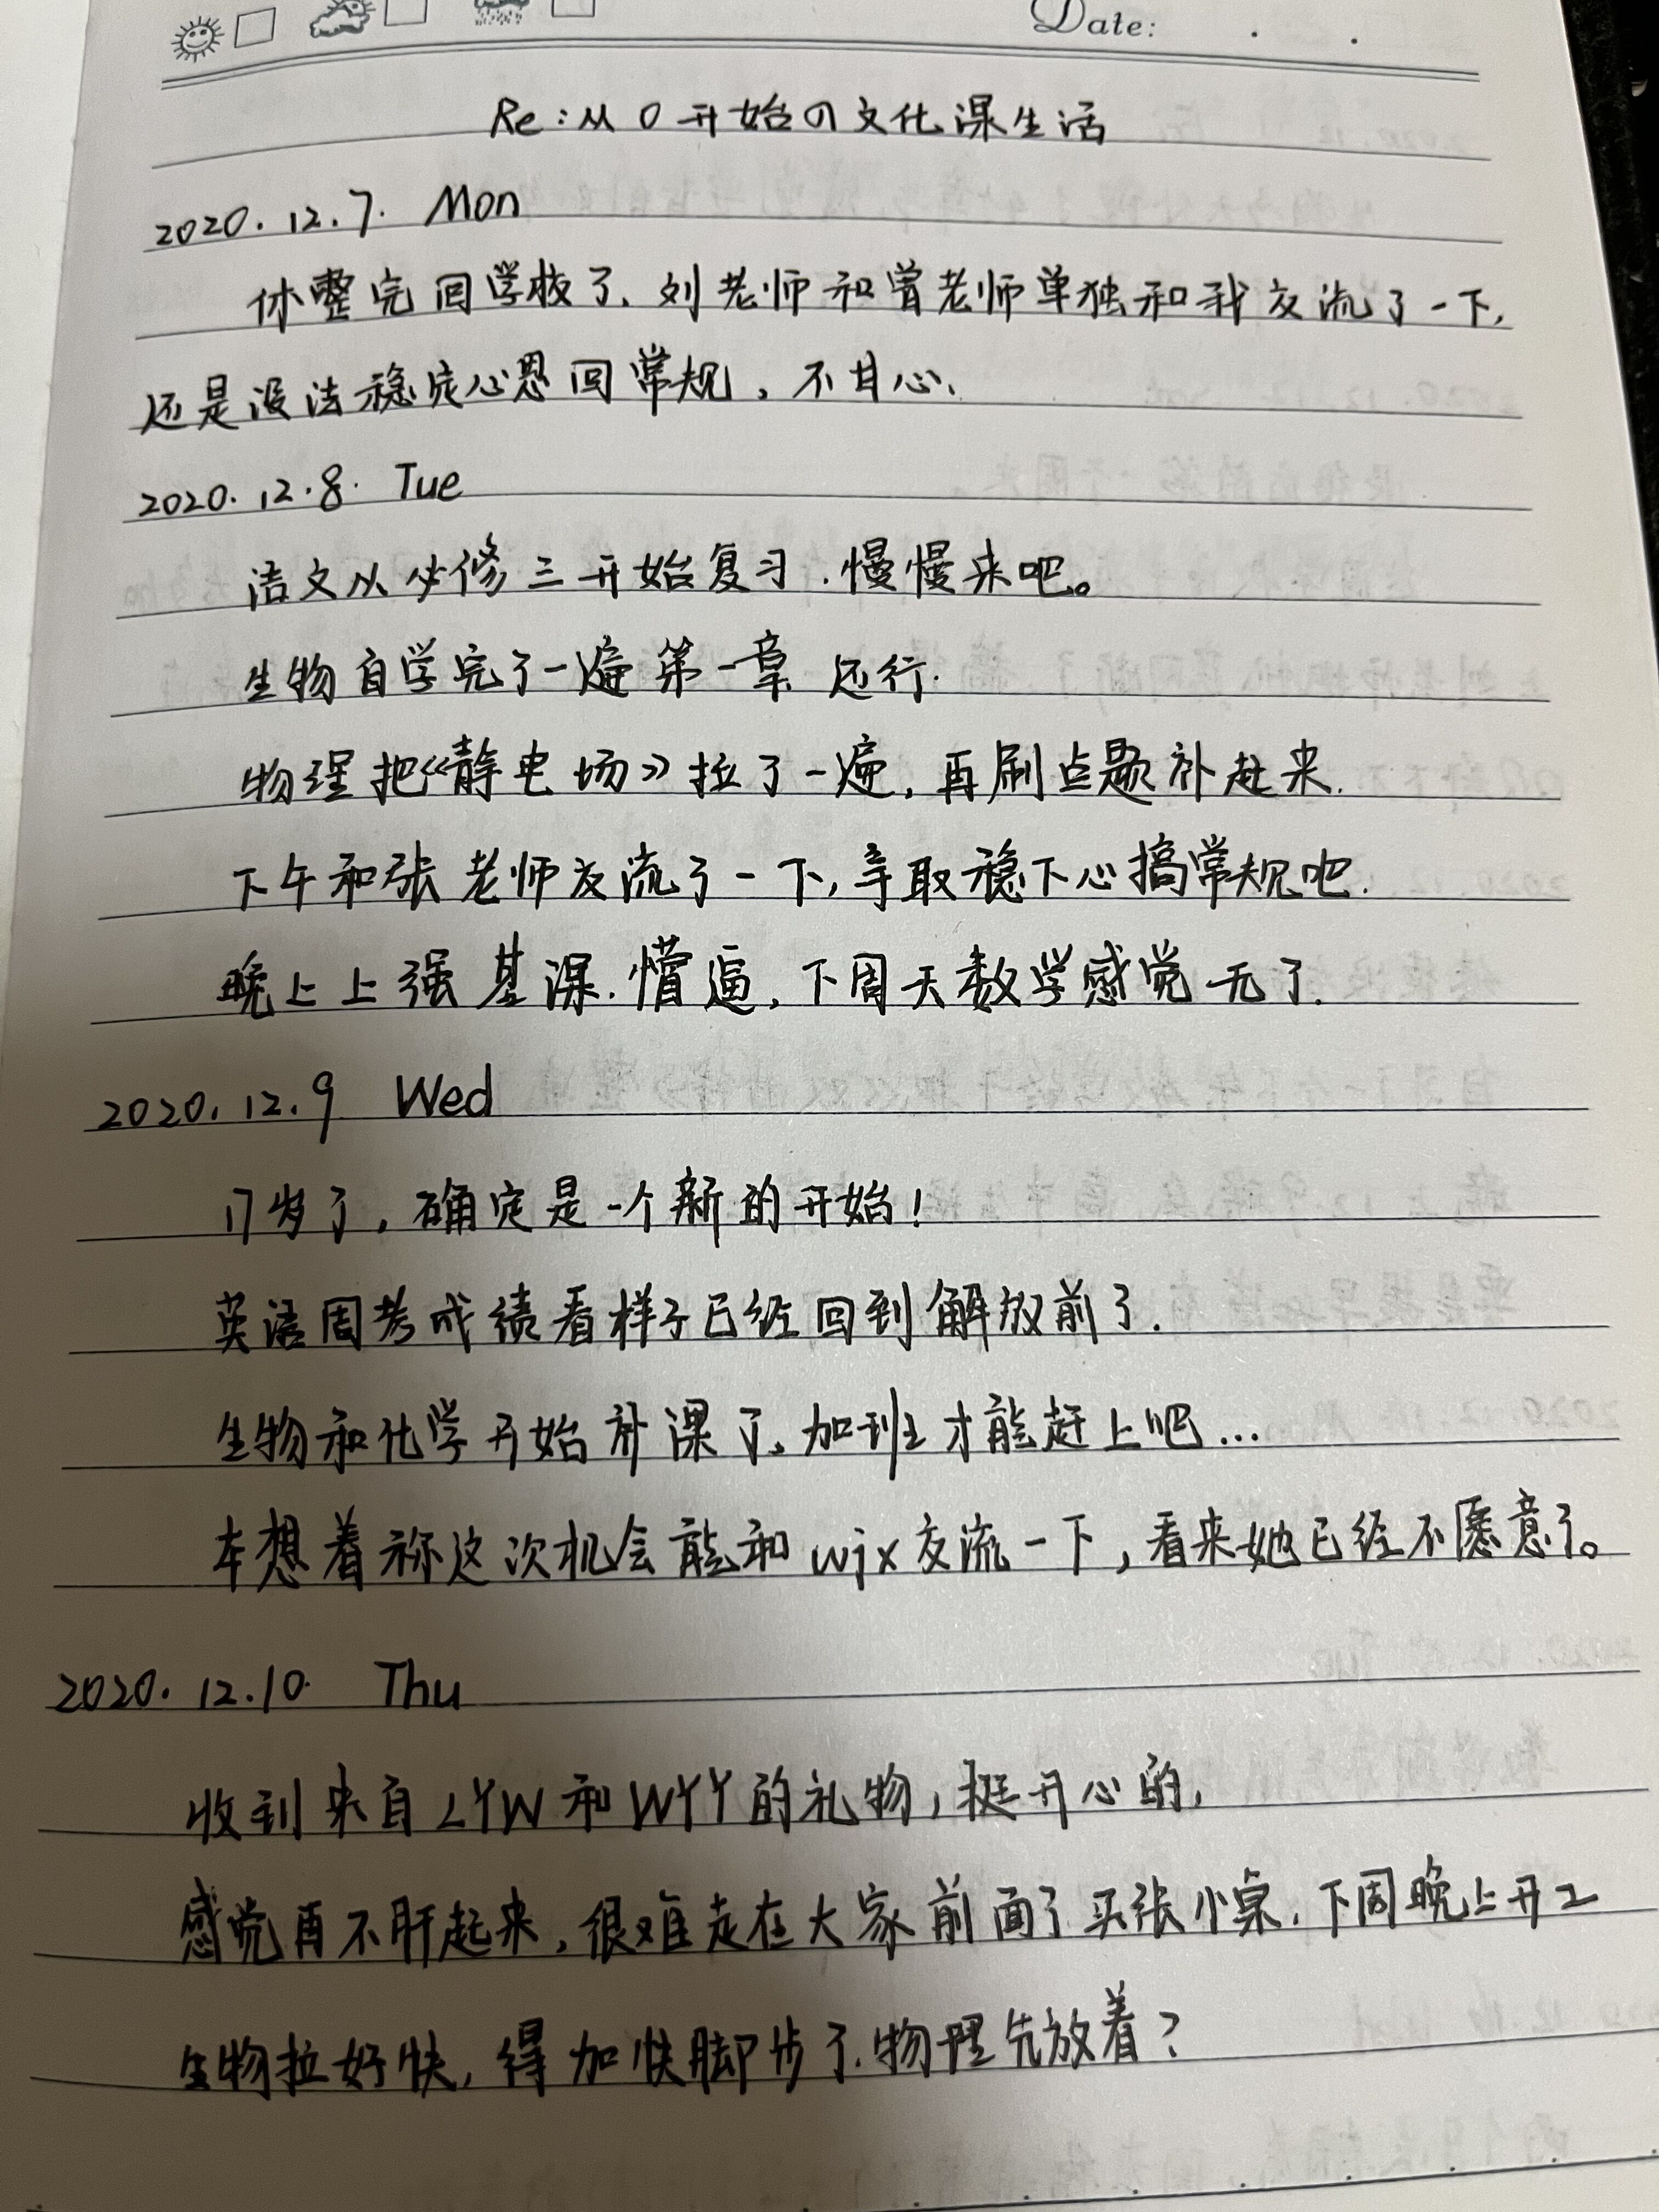 Date: . .
Re:从0开始の文化课生活
2020.12.7. Mon
休整完回学校了.刘老师和曾老师单独和我交流了一下,
还是没法稳定心思回常规,不甘心.
2020.12.8. Tue
语文从必修三开始复习.慢慢来吧。
生物自学完了一遍第一章.还行.
物理把《静电场》拉了一遍,再刷点题补起来.
下午和张老师交流了一下,争取稳下心搞常规吧.
晚上上强基课.懵逼,下周天数学感觉无了.
2020.12.9 Wed
17岁了,确定是一个新的开始!
英语周考成绩看样子已经回到解放前了.
生物和化学开始补课了,加班才能赶上吧...
本想着称这次机会能和wjx交流一下,看来她已经不愿意了。
2020.12.10. Thu
收到来自LYW和WYY的礼物,挺开心的,
感觉再不肝起来,很难走在大家前面了.买张小桌,下周晚上开工
生物拉好快,得加快脚步了.物理先放着?